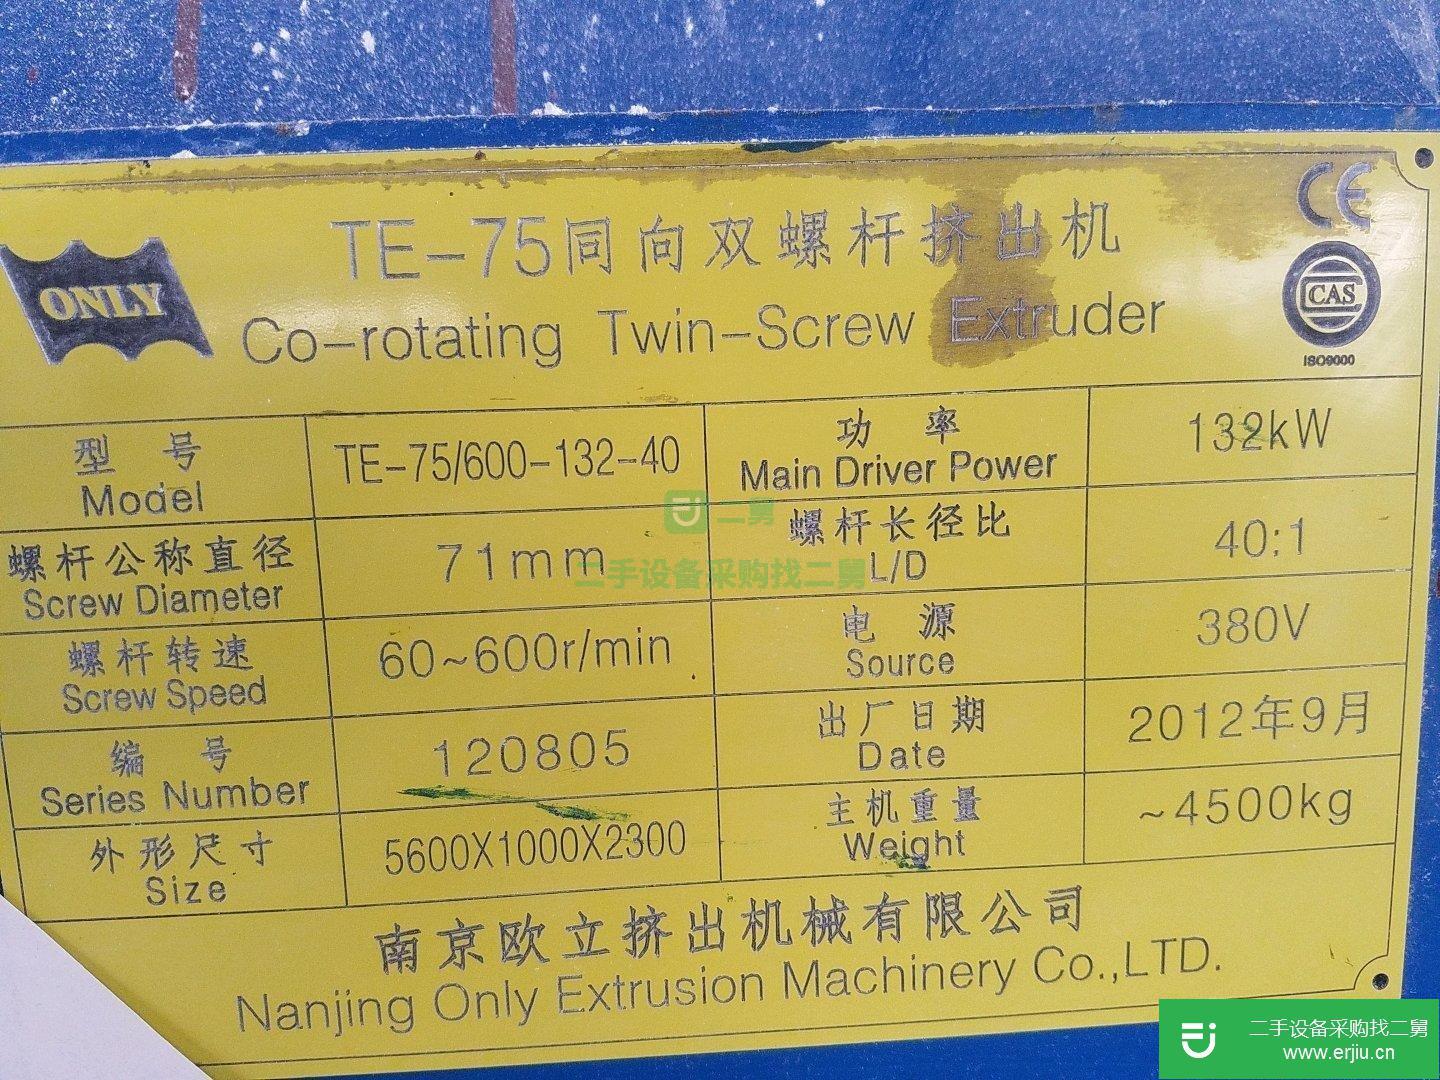 TE-75同向双螺杆挤出机
ONLY
Co-rotating Twin-Screw Extruder
CE
CAS
ISO9000
型号 TE-75/600-132-40 功率 132kW
Model Main Driver Power
螺杆公称直径 71mm 螺杆长径比 40:1
Screw Diameter L/D
螺杆转速 60~600r/min 电源 380V
Screw Speed Source
编号 120805 出厂日期 2012年9月
Series Number Date
外形尺寸 5600X1000X2300 主机重量 ~4500kg
Size Weight
南京欧立挤出机械有限公司
Nanjing Only Extrusion Machinery Co.,LTD.
二舅
二手设备采购找二舅
二手设备采购找二舅
www.erjiu.cn